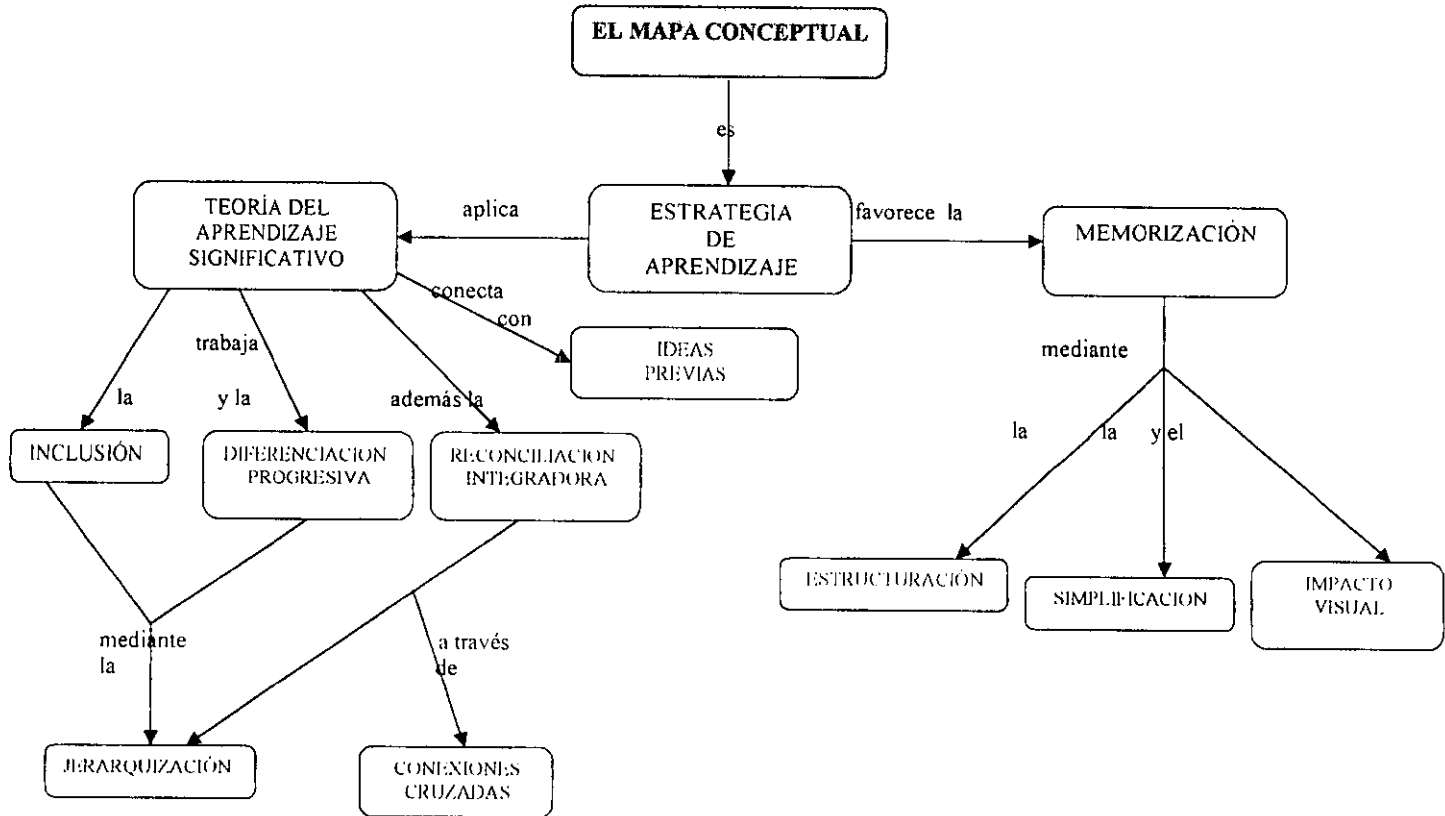 EL MAPA CONCEPTUAL
es
TEORÍA DEL
APRENDIZAJE
SIGNIFICATIVO
aplica
ESTRATEGIA
DE
APRENDIZAJE
favorece la
MEMORIZACIÓN
conecta
con
IDEAS
PREVIAS
trabaja
mediante
la
y la
además la
INCLUSIÓN
DIFERENCIACION
PROGRESIVA
RECONCILIACION
INTEGRADORA
la
la
y el
ESTRUCTURACIÓN
SIMPLIFICACION
IMPACTO
VISUAL
mediante
la
a través
de
JERARQUIZACIÓN
CONEXIONES
CRUZADAS